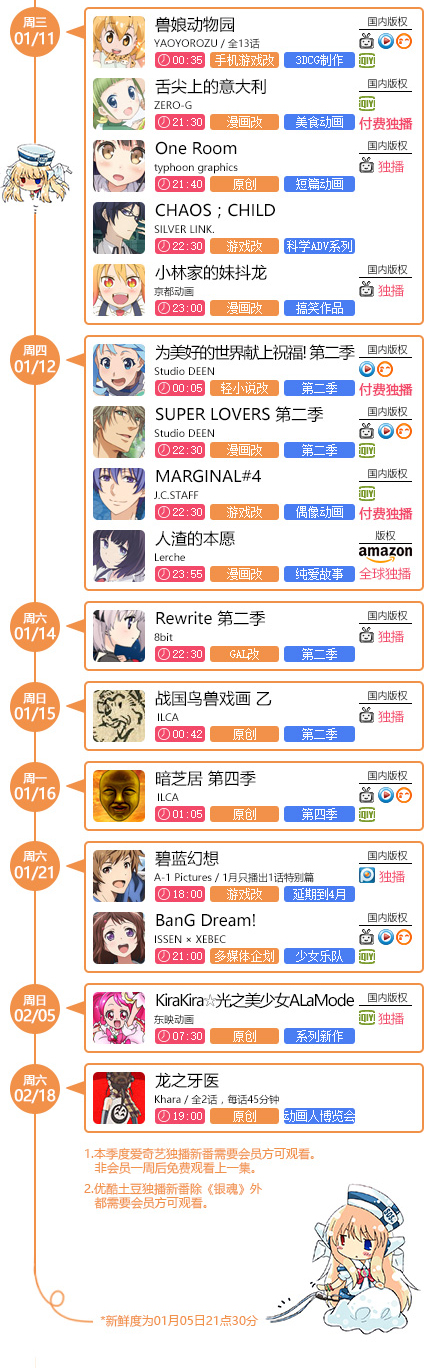 周三
01/11
兽娘动物园
YAOYOROZU / 全13话
00:35 手机游戏改 3DCG制作
国内版权
QIYI
舌尖上的意大利
ZERO-G
21:30 漫画改 美食动画
国内版权
QIYI
付费独播
One Room
typhoon graphics
21:40 原创 短篇动画
国内版权
独播
CHAOS；CHILD
SILVER LINK.
22:30 游戏改 科学ADV系列
小林家的妹抖龙
京都动画
23:00 漫画改 搞笑作品
国内版权
独播
周四
01/12
为美好的世界献上祝福! 第二季
Studio DEEN
00:05 轻小说改 第二季
国内版权
付费独播
SUPER LOVERS 第二季
Studio DEEN
22:30 漫画改 第二季
国内版权
QIYI
MARGINAL#4
J.C.STAFF
22:30 游戏改 偶像动画
国内版权
QIYI
付费独播
人渣的本愿
Lerche
23:55 漫画改 纯爱故事
版权
amazon
全球独播
周六
01/14
Rewrite 第二季
8bit
22:30 GAL改 第二季
国内版权
独播
周日
01/15
战国鸟兽戏画 乙
ILCA
00:42 原创 第二季
国内版权
独播
周一
01/16
暗芝居 第四季
ILCA
01:05 原创 第四季
国内版权
QIYI
周六
01/21
碧蓝幻想
A-1 Pictures / 1月只播出1话特别篇
18:00 游戏改 延期到4月
国内版权
独播
BanG Dream!
ISSEN × XEBEC
21:00 多媒体企划 少女乐队
国内版权
QIYI
周日
02/05
KiraKira☆光之美少女ALaMode
东映动画
07:30 原创 系列新作
国内版权
QIYI 独播
周六
02/18
龙之牙医
Khara / 全2话，每话45分钟
19:00 原创 动画人博览会
1.本季度爱奇艺独播新番需要会员方可观看。
非会员一周后免费观看上一集。
2.优酷土豆独播新番除《银魂》外
都需要会员方可观看。
*新鲜度为01月05日21点30分